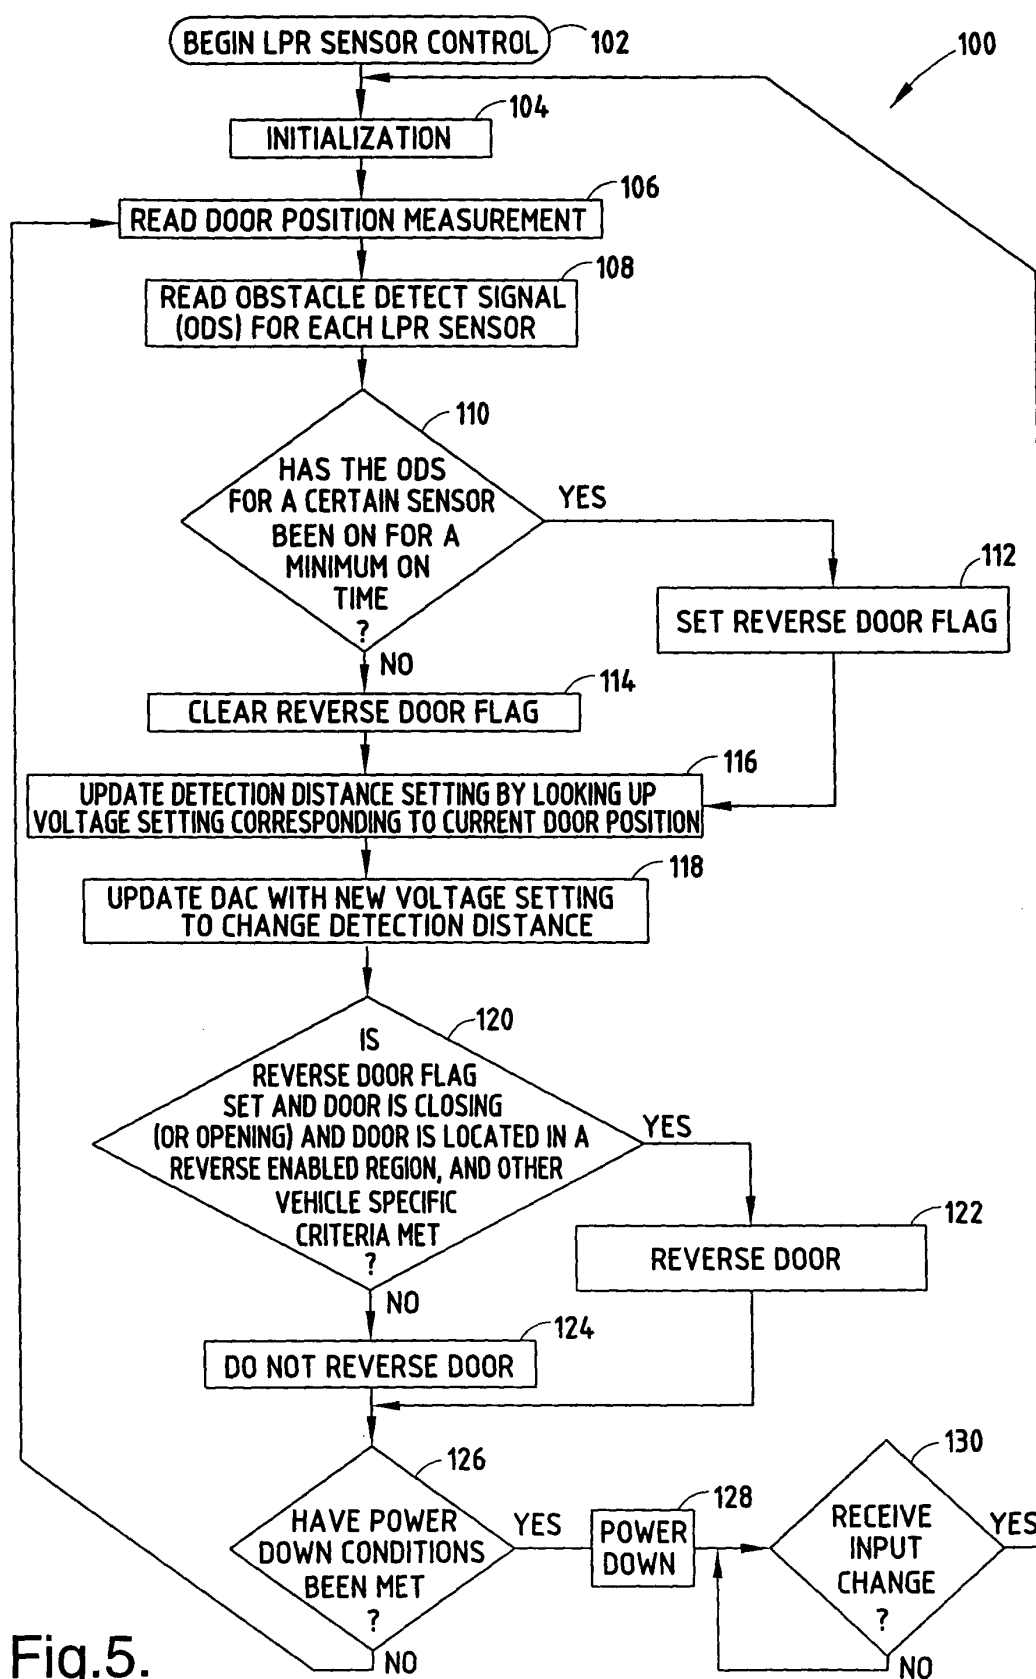 BEGIN LPR SENSOR CONTROL
102
100
104
INITIALIZATION
106
READ DOOR POSITION MEASUREMENT
108
READ OBSTACLE DETECT SIGNAL
(ODS) FOR EACH LPR SENSOR
110
HAS THE ODS
FOR A CERTAIN SENSOR
BEEN ON FOR A
MINIMUM ON
TIME
?
YES
112
SET REVERSE DOOR FLAG
NO
114
CLEAR REVERSE DOOR FLAG
116
UPDATE DETECTION DISTANCE SETTING BY LOOKING UP
VOLTAGE SETTING CORRESPONDING TO CURRENT DOOR POSITION
118
UPDATE DAC WITH NEW VOLTAGE SETTING
TO CHANGE DETECTION DISTANCE
120
IS
REVERSE DOOR FLAG
SET AND DOOR IS CLOSING
(OR OPENING) AND DOOR IS LOCATED IN A
REVERSE ENABLED REGION, AND OTHER
VEHICLE SPECIFIC
CRITERIA MET
?
YES
122
REVERSE DOOR
NO
124
DO NOT REVERSE DOOR
126
HAVE POWER
DOWN CONDITIONS
BEEN MET
?
YES
128
POWER
DOWN
130
RECEIVE
INPUT
CHANGE
?
YES
NO
NO
Fig.5.